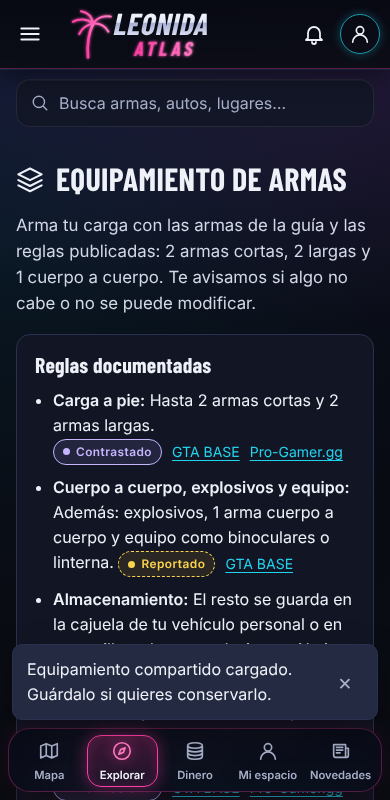 LEONIDA
ATLAS
Busca armas, autos, lugares...
EQUIPAMIENTO DE ARMAS
Arma tu carga con las armas de la guía y las
reglas publicadas: 2 armas cortas, 2 largas y
1 cuerpo a cuerpo. Te avisamos si algo no
cabe o no se puede modificar.
Reglas documentadas
• Carga a pie: Hasta 2 armas cortas y 2
armas largas.
Contrastado GTA BASE Pro-Gamer.gg
• Cuerpo a cuerpo, explosivos y equipo:
Además: explosivos, 1 arma cuerpo a
cuerpo y equipo como binoculares o
linterna. Reportado GTA BASE
• Almacenamiento: El resto se guarda en
la cajuela de tu vehículo personal o en
Equipamiento compartido cargado.
Guárdalo si quieres conservarlo.
Mapa Explorar Dinero Mi espacio Novedades